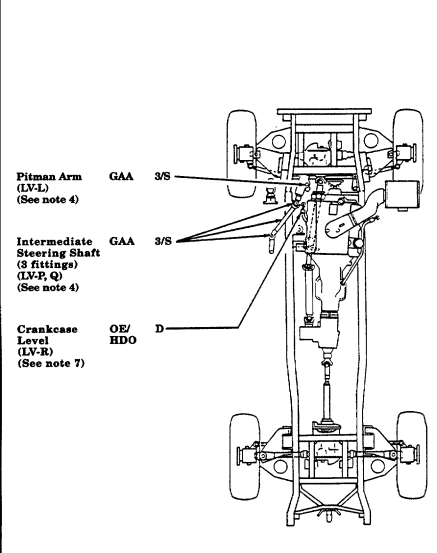 Pitman Arm GAA 3/S
(LV-L)
(See note 4)
Intermediate GAA 3/S
Steering Shaft
(3 fittings)
(LV-P, Q)
(See note 4)
Crankcase OE/ D
Level HDO
(LV-R)
(See note 7)